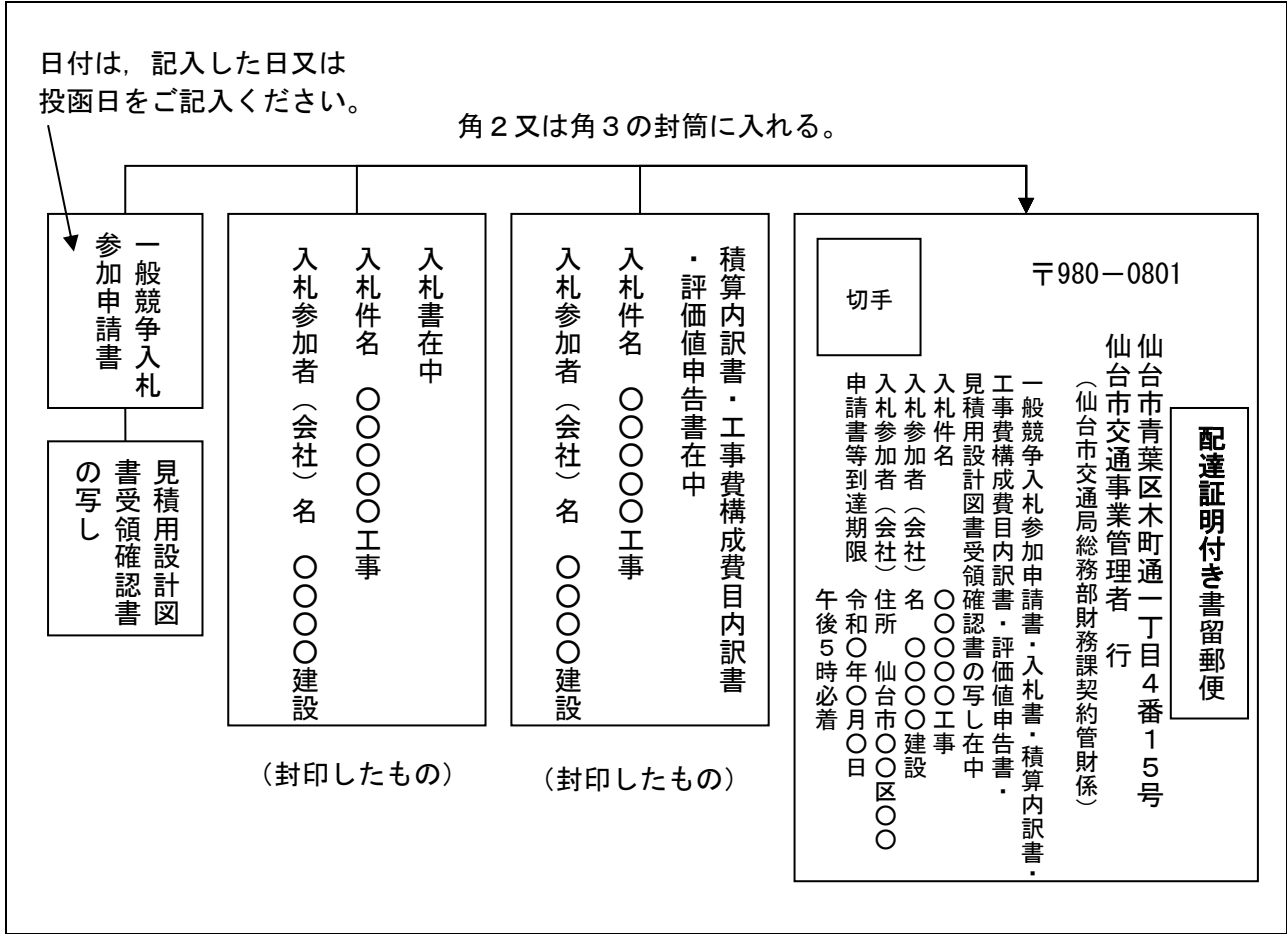 日付は，記入した日又は
投函日をご記入ください。
角２又は角３の封筒に入れる。
一般競争入札
参加申請書
見積用設計図
書受領確認書
の写し
入札書在中
入札件名　〇〇〇〇〇工事
入札参加者（会社）名　〇〇〇〇建設
（封印したもの）
積算内訳書・工事費構成費目内訳書
・評価値申告書在中
入札件名　〇〇〇〇〇工事
入札参加者（会社）名　〇〇〇〇建設
（封印したもの）
配達証明付き書留郵便
切手
〒980－0801
仙台市青葉区木町通一丁目４番１５号
仙台市交通事業管理者　行
（仙台市交通局総務部財務課契約管財係）
一般競争入札参加申請書・入札書・積算内訳書・
工事費構成費目内訳書・評価値申告書・
見積用設計図書受領確認書の写し在中
入札件名　〇〇〇〇〇工事
入札参加者（会社）名　〇〇〇〇建設
入札参加者（会社）住所　仙台市〇〇区〇〇
申請書等到達期限　令和〇年〇月〇日
午後５時必着